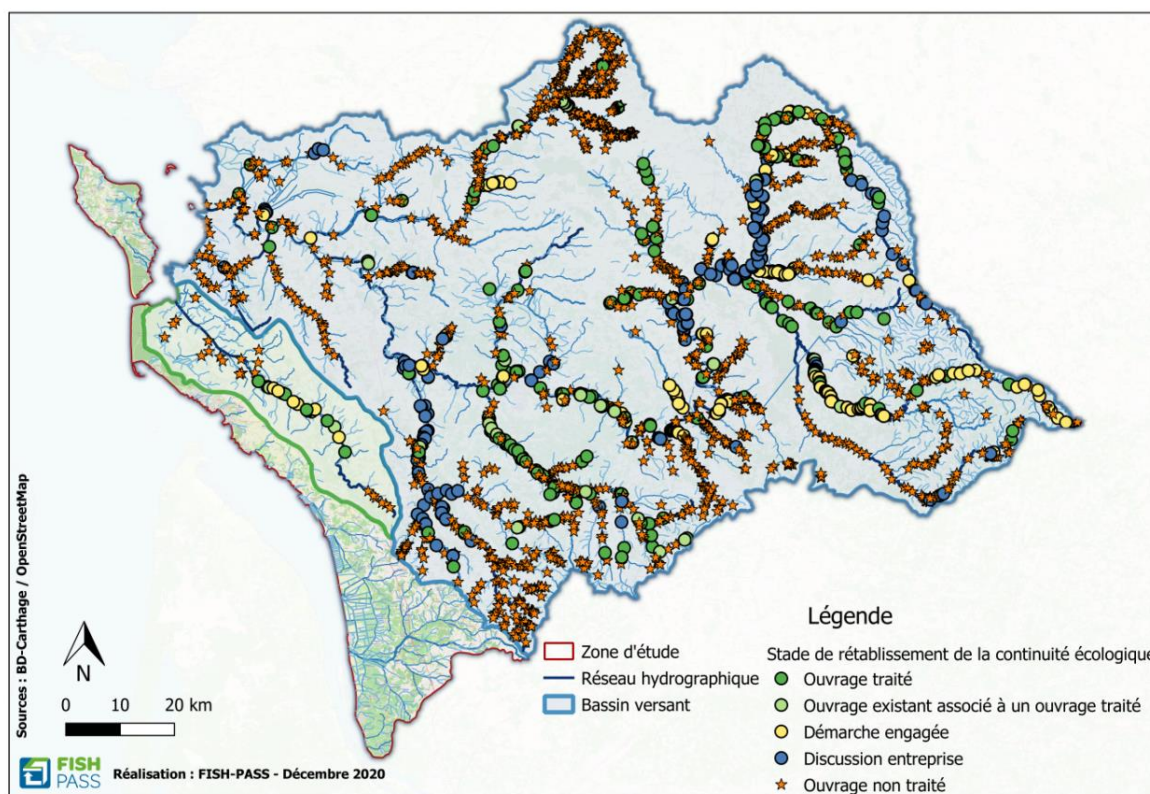 Sources : BD-Carthage / OpenStreetMap
N
0 10 20 km
FISH
PASS
Réalisation : FISH-PASS - Décembre 2020
Zone d'étude
Réseau hydrographique
Bassin versant
Légende
Stade de rétablissement de la continuité écologique
Ouvrage traité
Ouvrage existant associé à un ouvrage traité
Démarche engagée
Discussion entreprise
Ouvrage non traité